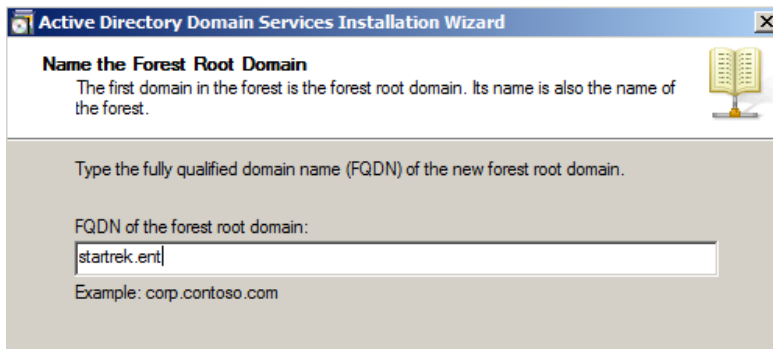 Active Directory Domain Services Installation Wizard
Name the Forest Root Domain
The first domain in the forest is the forest root domain. Its name is also the name of
the forest.
Type the fully qualified domain name (FQDN) of the new forest root domain.
FQDN of the forest root domain:
startrek.ent
Example: corp.contoso.com